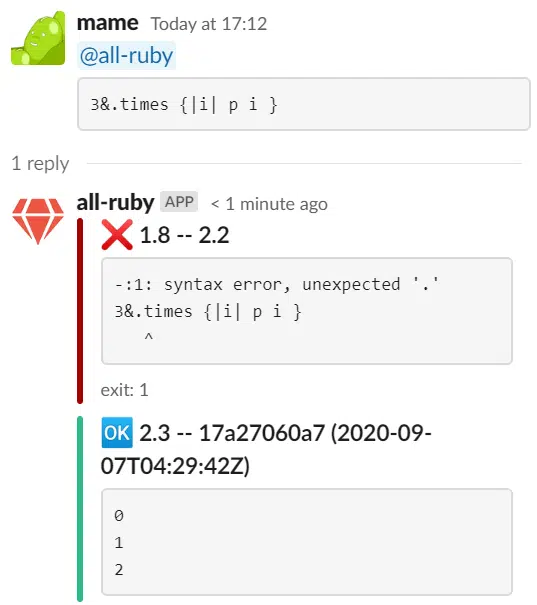 mame Today at 17:12
@all-ruby
3&.times {|i| p i }
1 reply
all-ruby APP < 1 minute ago
❌ 1.8 -- 2.2
-:1: syntax error, unexpected '.'
3&.times {|i| p i }
   ^
exit: 1
🆗 2.3 -- 17a27060a7 (2020-09-
07T04:29:42Z)
0
1
2